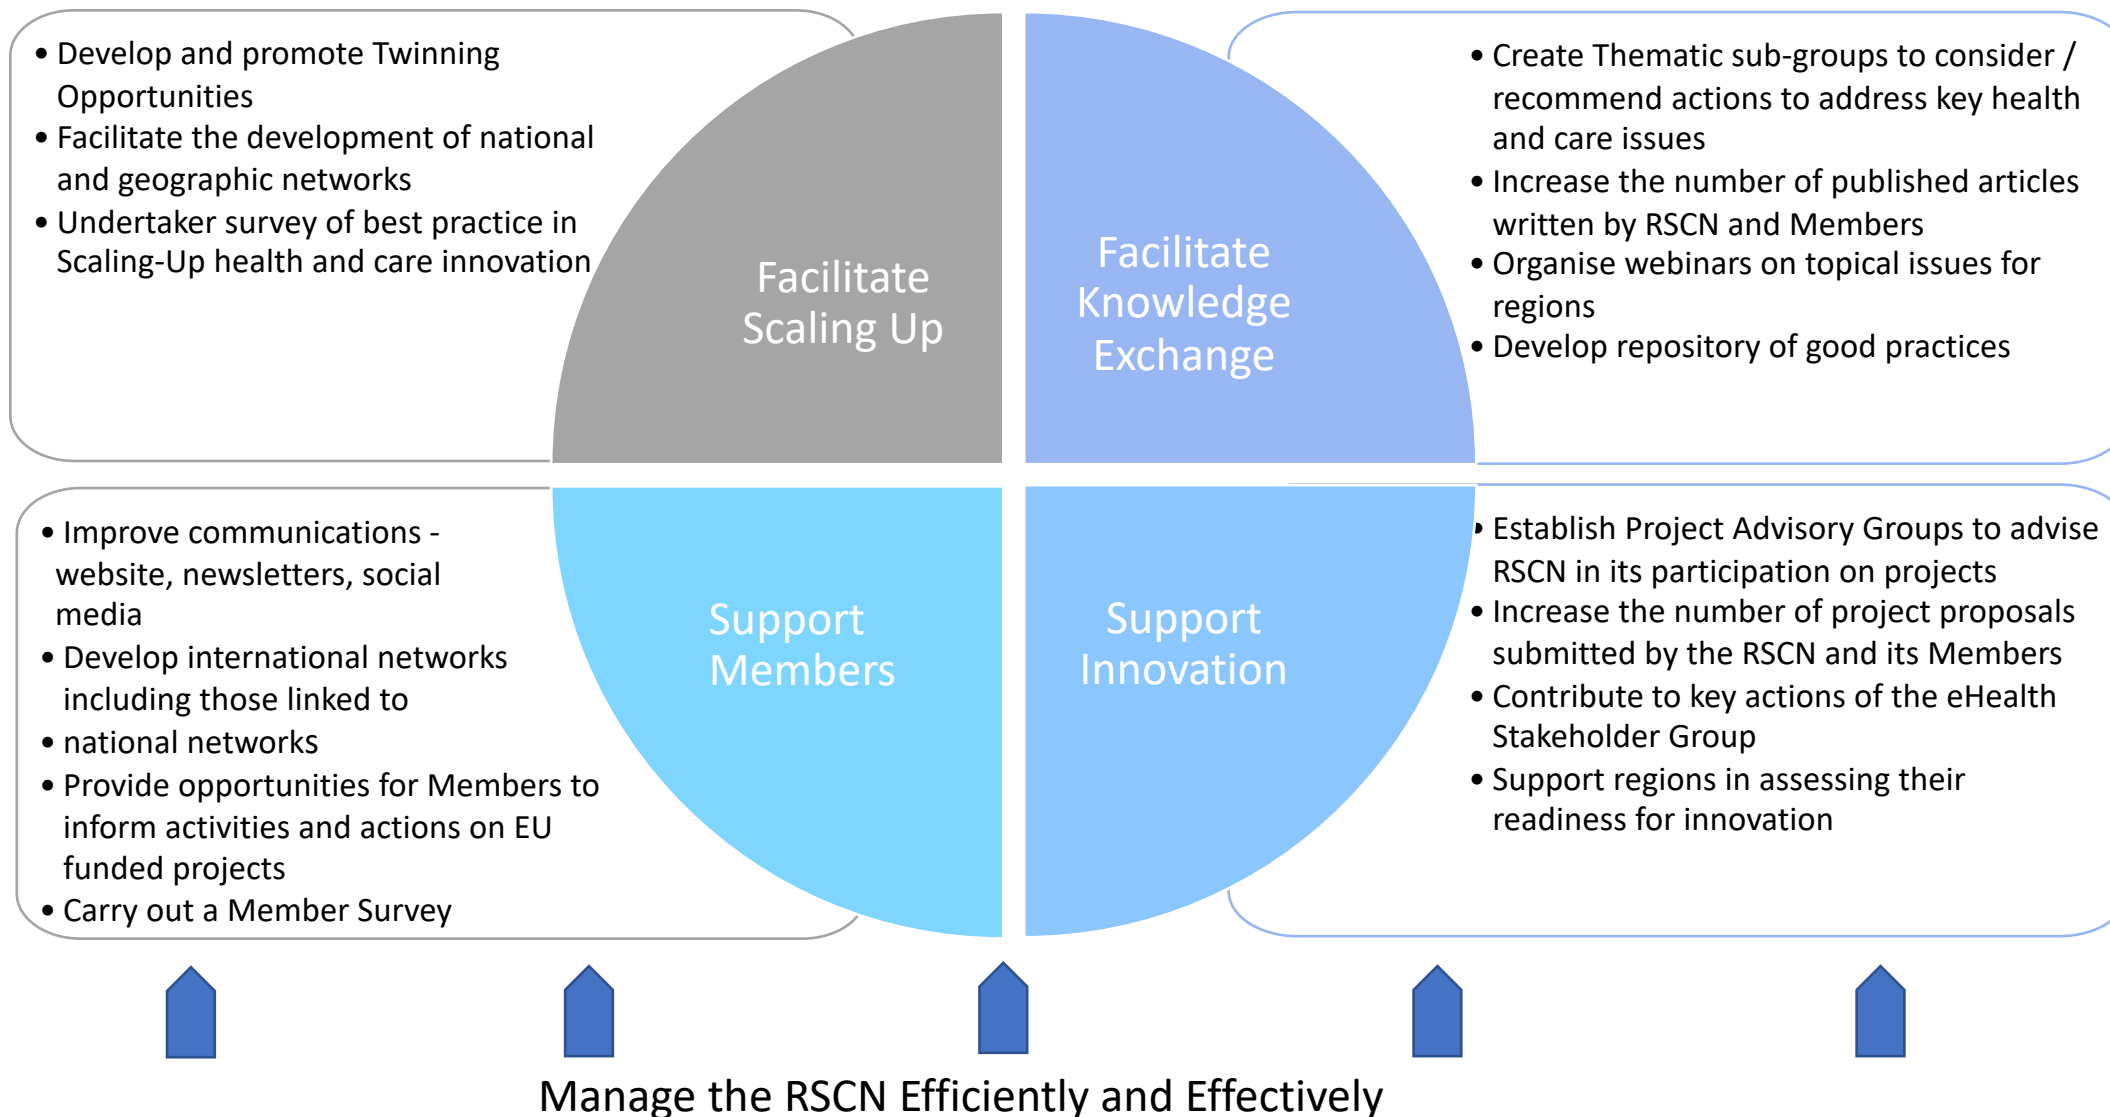 • Develop and promote Twinning
Opportunities
• Facilitate the development of national
and geographic networks
• Undertaker survey of best practice in
Scaling-Up health and care innovation
Facilitate
Scaling Up
Facilitate
Knowledge
Exchange
• Create Thematic sub-groups to consider /
recommend actions to address key health
and care issues
• Increase the number of published articles
written by RSCN and Members
• Organise webinars on topical issues for
regions
• Develop repository of good practices
• Improve communications -
website, newsletters, social
media
• Develop international networks
including those linked to
• national networks
• Provide opportunities for Members to
inform activities and actions on EU
funded projects
• Carry out a Member Survey
Support
Members
Support
Innovation
• Establish Project Advisory Groups to advise
RSCN in its participation on projects
• Increase the number of project proposals
submitted by the RSCN and its Members
• Contribute to key actions of the eHealth
Stakeholder Group
• Support regions in assessing their
readiness for innovation
Manage the RSCN Efficiently and Effectively